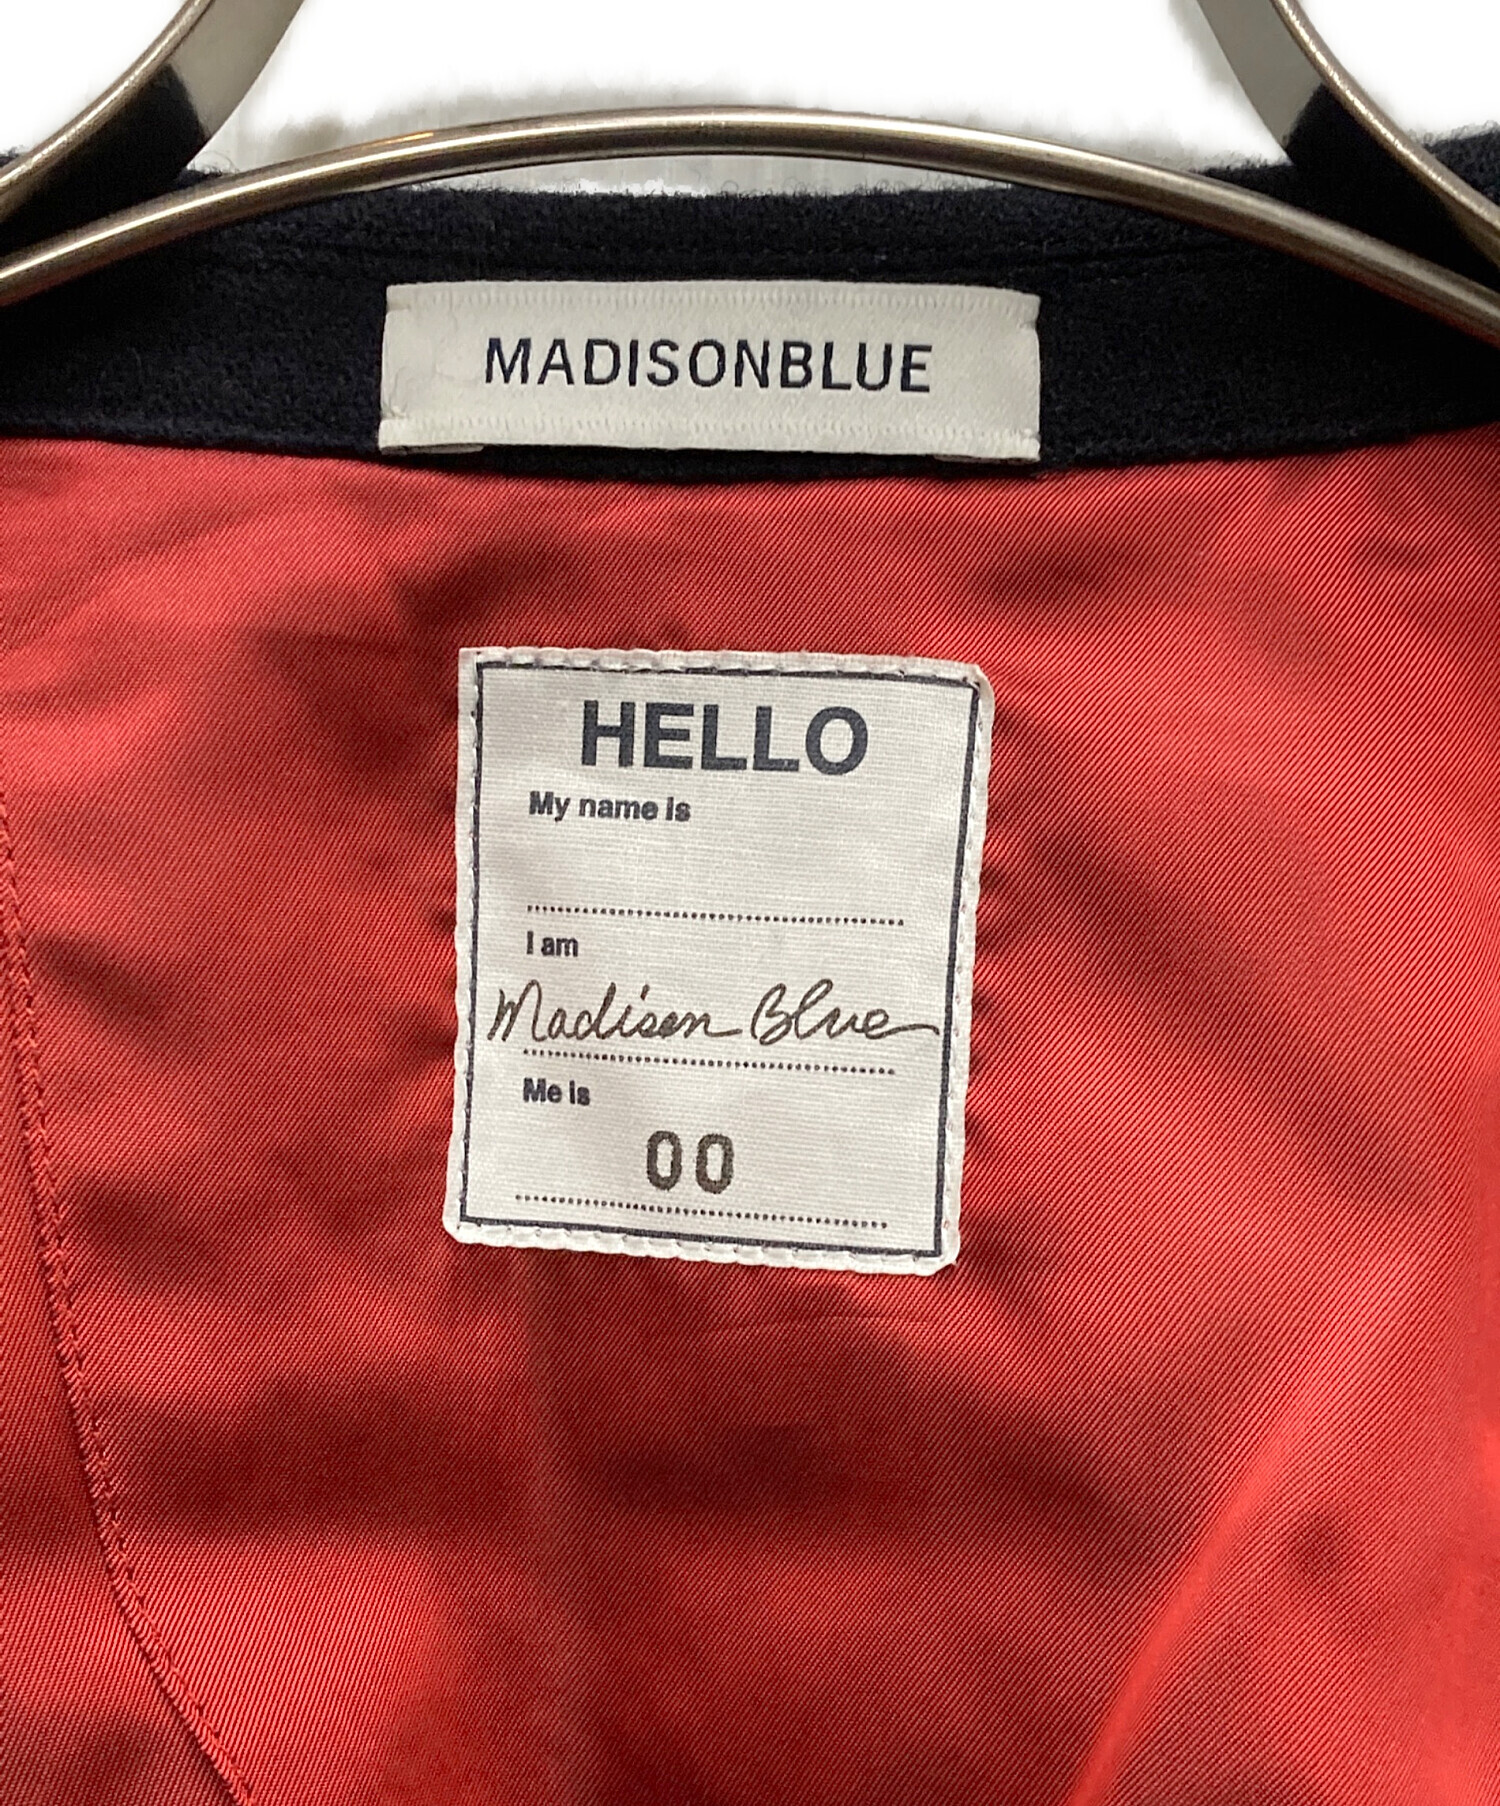 MADISONBLUE
HELLO
My name is
I am
Madison Blue
Me is
00